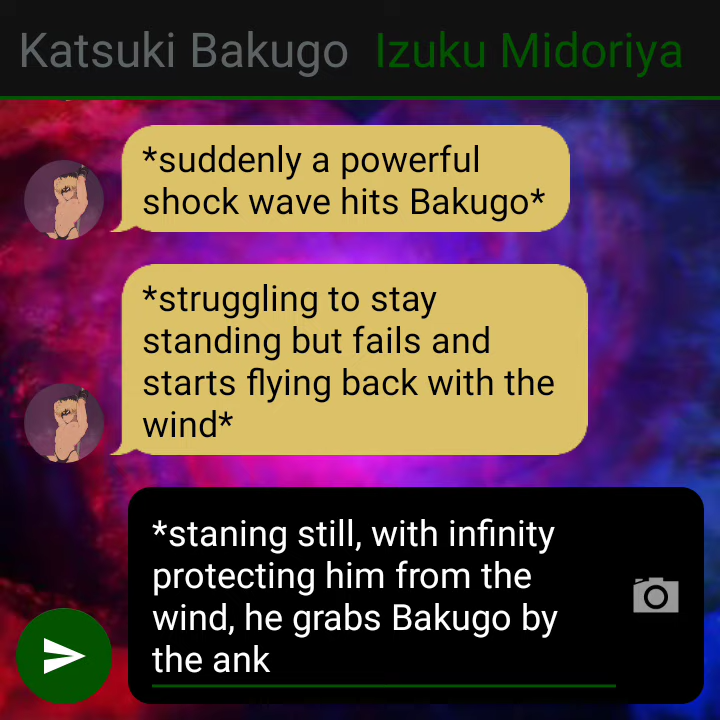 Katsuki Bakugo Izuku Midoriya
*suddenly a powerful
shock wave hits Bakugo*
*struggling to stay
standing but fails and
starts flying back with the
wind*
*staning still, with infinity
protecting him from the
wind, he grabs Bakugo by
the ank